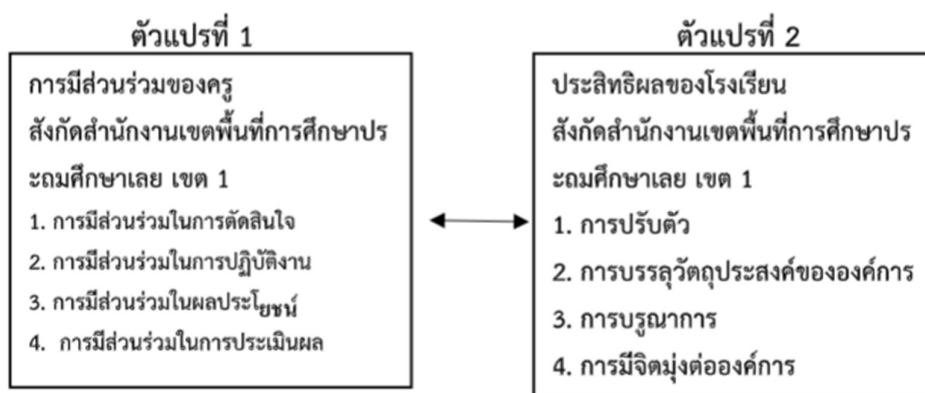 ตัวแปรที่ 1
การมีส่วนร่วมของครู
สังกัดสำนักงานเขตพื้นที่การศึกษาปร
ะถมศึกษาเลย เขต 1
1. การมีส่วนร่วมในการตัดสินใจ
2. การมีส่วนร่วมในการปฏิบัติงาน
3. การมีส่วนร่วมในผลประโยชน์
4. การมีส่วนร่วมในการประเมินผล
ตัวแปรที่ 2
ประสิทธิผลของโรงเรียน
สังกัดสำนักงานเขตพื้นที่การศึกษาปร
ะถมศึกษาเลย เขต 1
1. การปรับตัว
2. การบรรลุวัตถุประสงค์ขององค์การ
3. การบรูณาการ
4. การมีจิตมุ่งต่อองค์การ